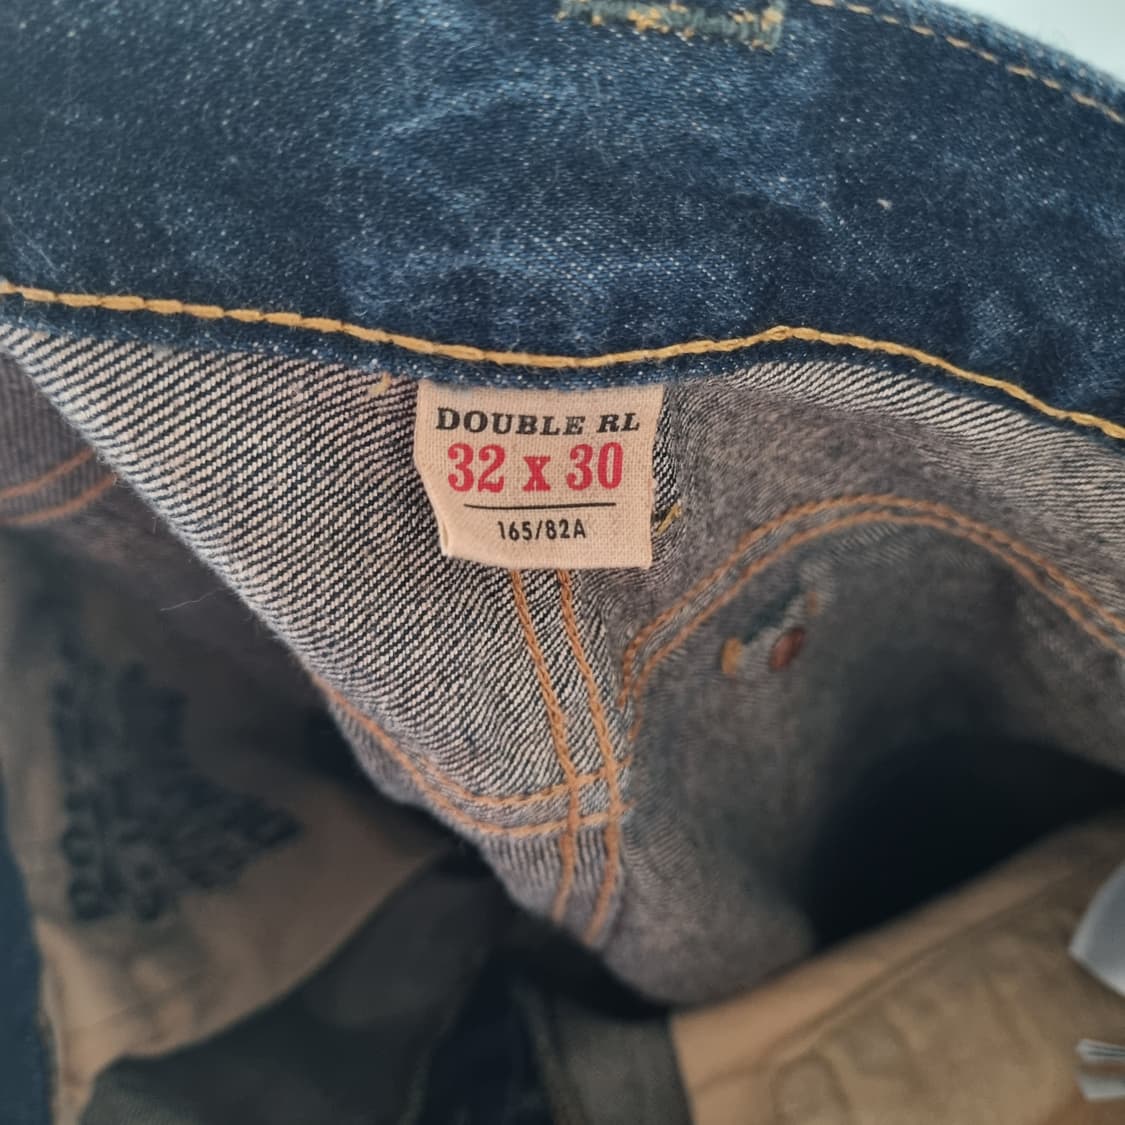 DOUBLE RL
32 x 30
165/82A